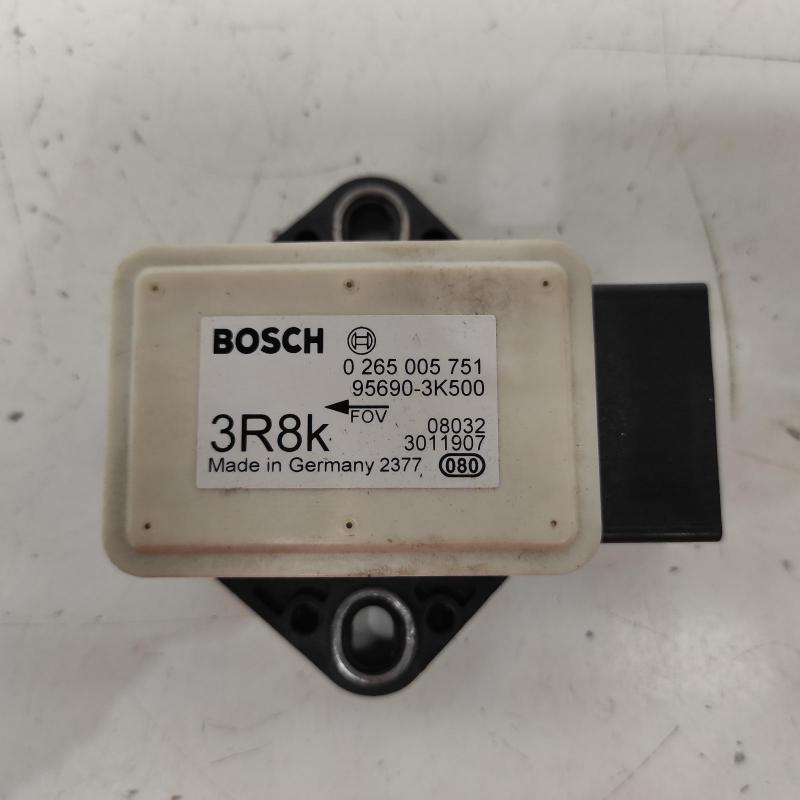 BOSCH
0 265 005 751
95690-3K500
FOV
3R8k
08032
3011907
Made in Germany 2377
080